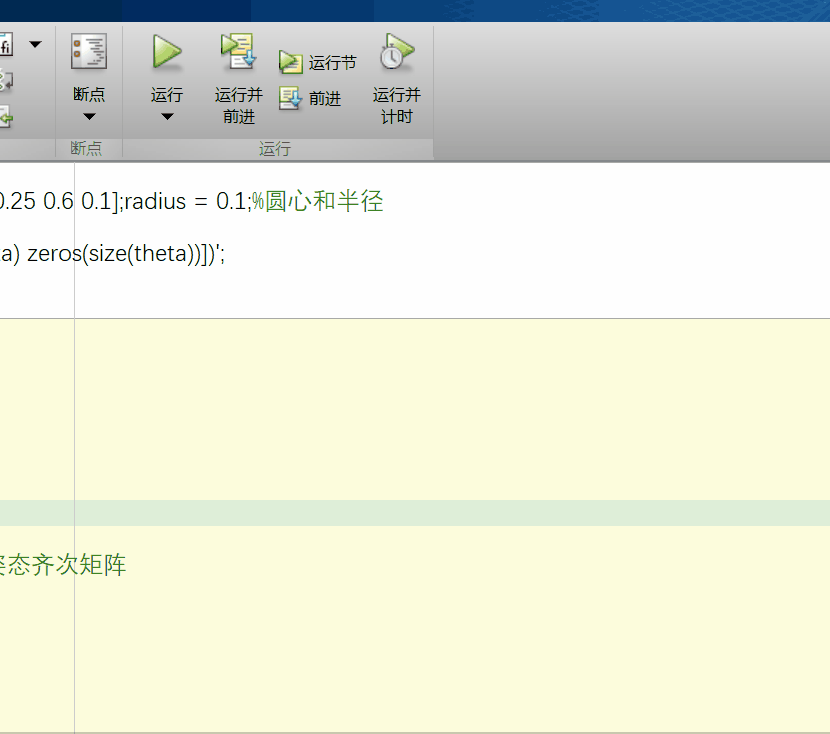 fi
断点
运行
运行并
前进
运行节
前进
运行并
计时
断点
运行
0.25 0.6 0.1];radius = 0.1;%圆心和半径
a) zeros(size(theta))])';
姿态齐次矩阵